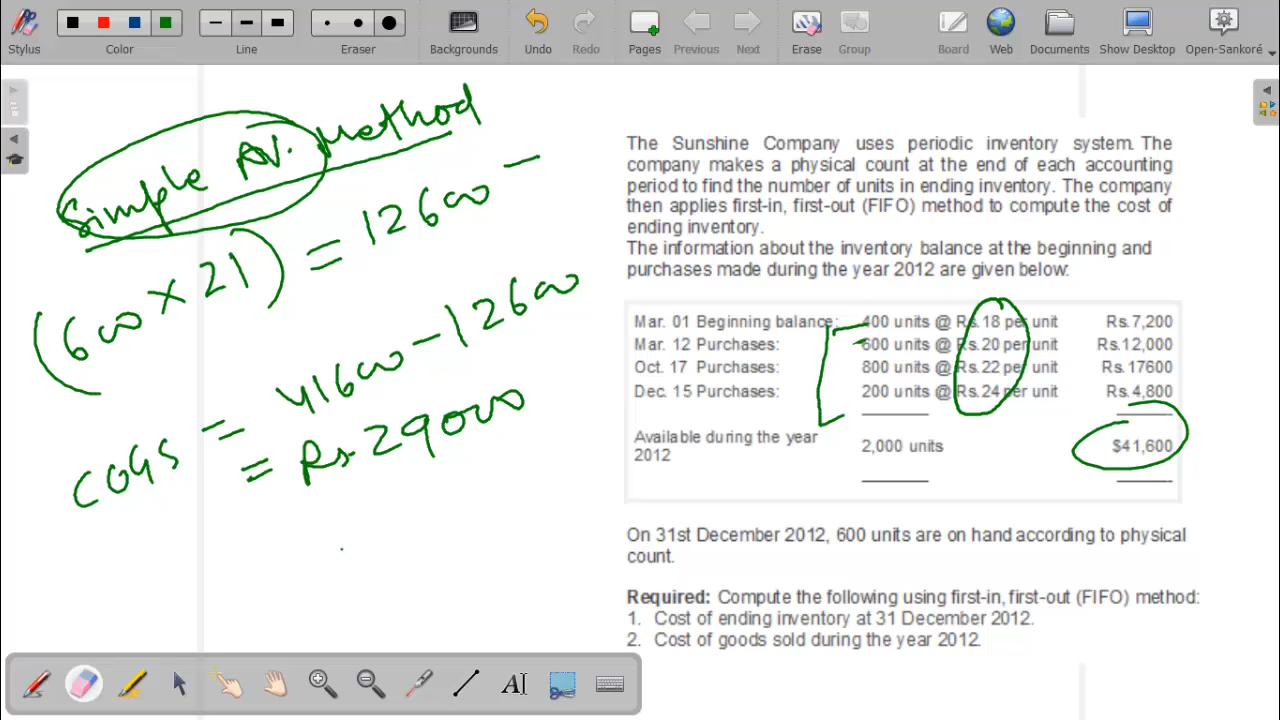 Stylus
Color
Line
Eraser
Backgrounds
Undo
Redo
Pages
Previous
Next
Erase
Group
Board
Web
Documents
Show Desktop
Open-Sankoré
Simple AV. Method
(600 × 21) = 12600 –
COGS = 41600 – 12600
= Rs. 29000
The Sunshine Company uses periodic inventory system. The
company makes a physical count at the end of each accounting
period to find the number of units in ending inventory. The company
then applies first-in, first-out (FIFO) method to compute the cost of
ending inventory.
The information about the inventory balance at the beginning and
purchases made during the year 2012 are given below:
Mar. 01 Beginning balance: 400 units @ Rs.18 per unit Rs.7,200
Mar. 12 Purchases: 600 units @ Rs.20 per unit Rs.12,000
Oct. 17 Purchases: 800 units @ Rs.22 per unit Rs.17600
Dec. 15 Purchases: 200 units @ Rs.24 per unit Rs.4,800
Available during the year
2012 2,000 units $41,600
On 31st December 2012, 600 units are on hand according to physical
count.
Required: Compute the following using first-in, first-out (FIFO) method:
1. Cost of ending inventory at 31 December 2012.
2. Cost of goods sold during the year 2012.
AI